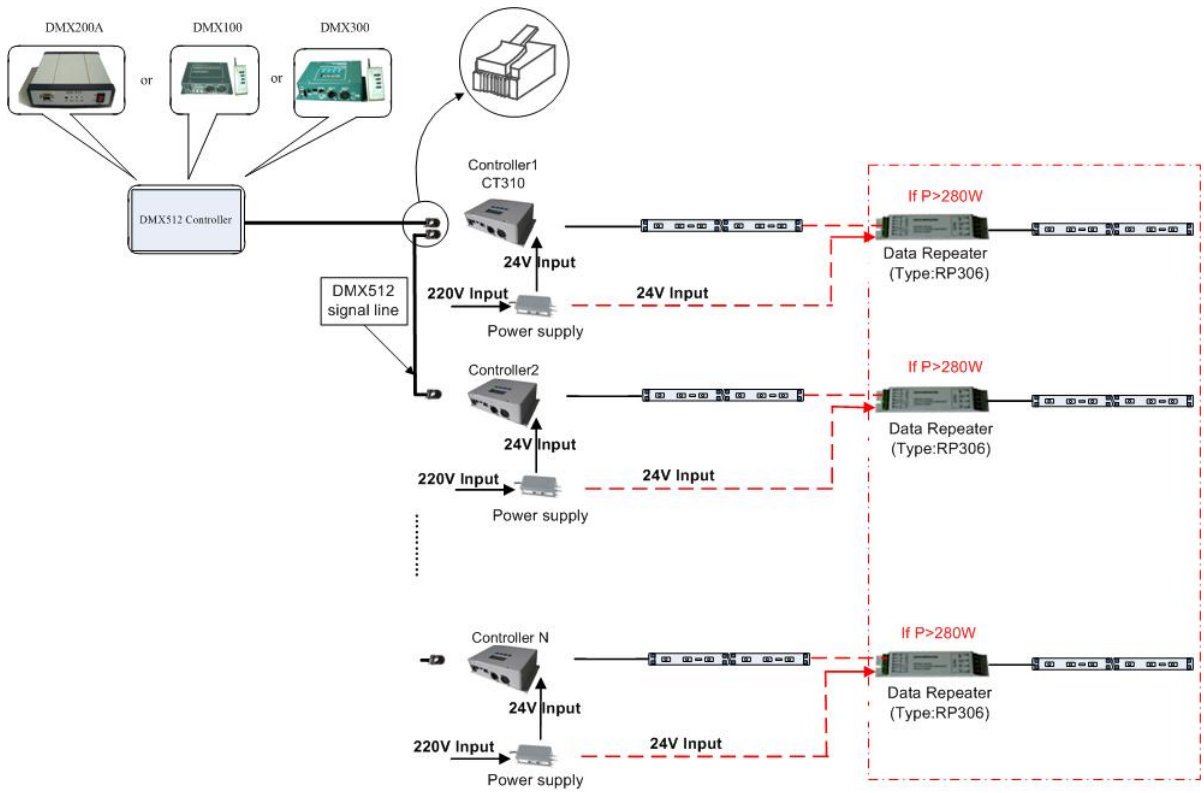 DMX200A
DMX100
DMX300
or
or
DMX512 Controller
DMX512
signal line
Controller1
CT310
24V Input
220V Input
Power supply
24V Input
If P>280W
Data Repeater
(Type:RP306)
Controller2
24V Input
220V Input
Power supply
24V Input
If P>280W
Data Repeater
(Type:RP306)
Controller N
24V Input
220V Input
Power supply
24V Input
If P>280W
Data Repeater
(Type:RP306)